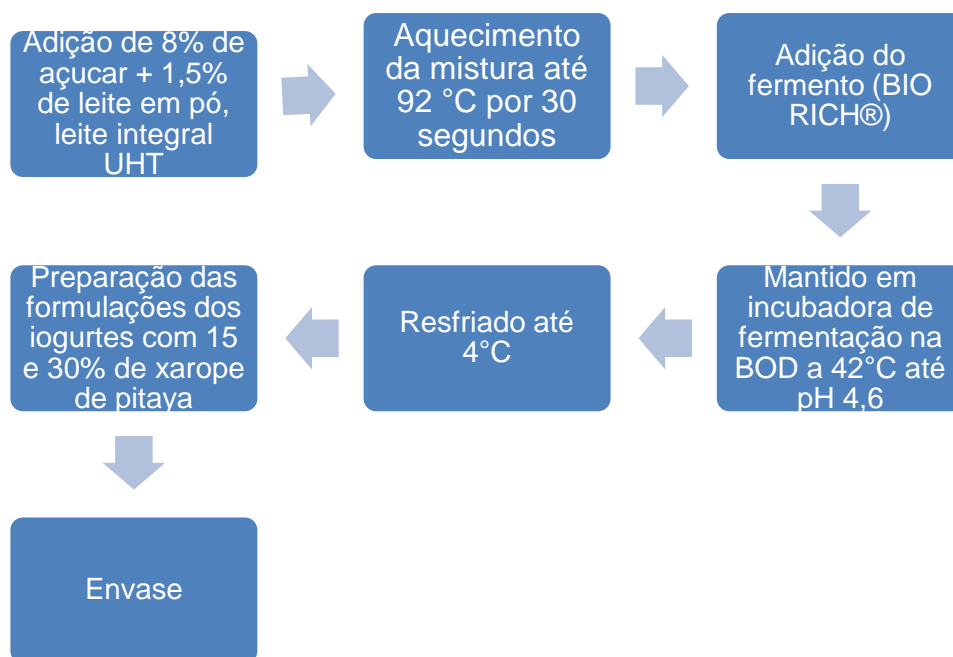 Adição de 8% de
açucar + 1,5%
de leite em pó,
leite integral
UHT
Aquecimento
da mistura até
92 °C por 30
segundos
Adição do
fermento (BIO
RICH®)
Mantido em
incubadora de
fermentação na
BOD a 42°C até
pH 4,6
Resfriado até
4°C
Preparação das
formulações dos
iogurtes com 15
e 30% de xarope
de pitaya
Envase